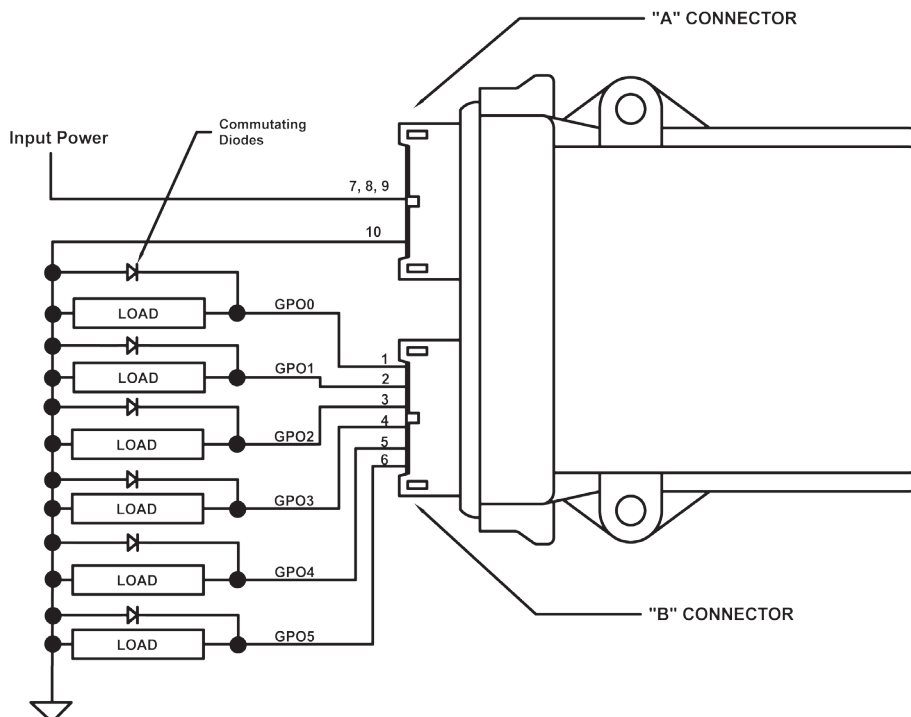 "A" CONNECTOR
Input Power
Commutating
Diodes
7, 8, 9
10
LOAD
GPO0
1
LOAD
GPO1
2
3
LOAD
GPO2
4
5
6
LOAD
GPO3
LOAD
GPO4
LOAD
GPO5
"B" CONNECTOR